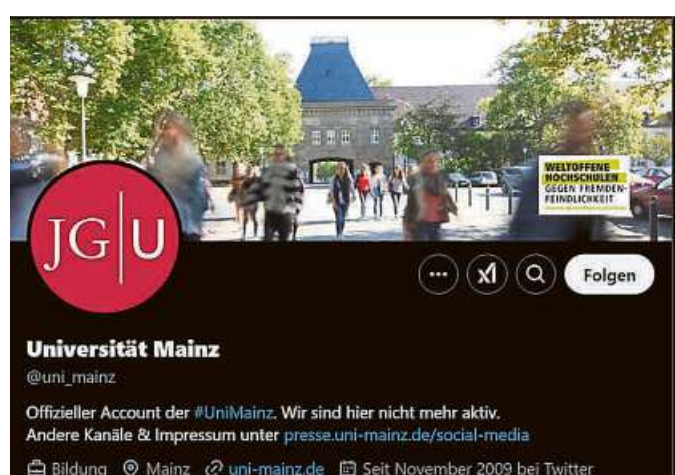 WELTOFFENE
HOCHSCHULEN
GEGEN FREMDEN-
FEINDLICHKEIT
JG|U
Folgen
Universität Mainz
@uni_mainz
Offizieller Account der #UniMainz. Wir sind hier nicht mehr aktiv.
Andere Kanäle & Impressum unter presse.uni-mainz.de/social-media
Bildung Mainz uni-mainz.de Seit November 2009 bei Twitter